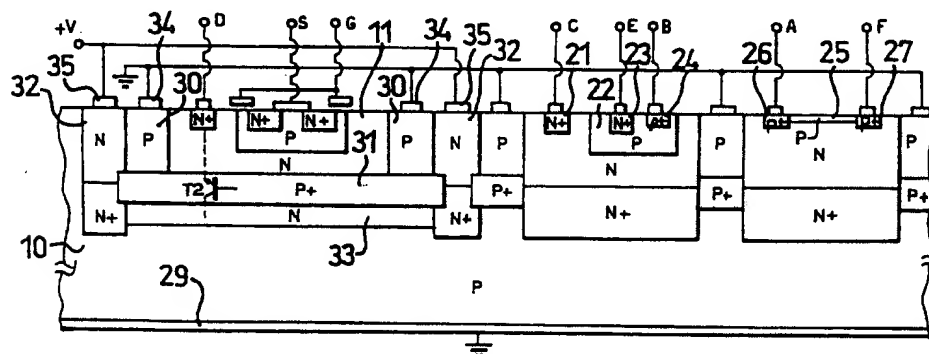 +V 34 D S G 11 34 35 32 C E B A F
35 21 23 24 26 25 27
32 30 30 22
N P N+ N+ N+ P N P N P N+ N+ P+ P P P P
N N N
31
T2 P+ P+ P+ P+
N+ N N+ N+ N+
10 33
P
29